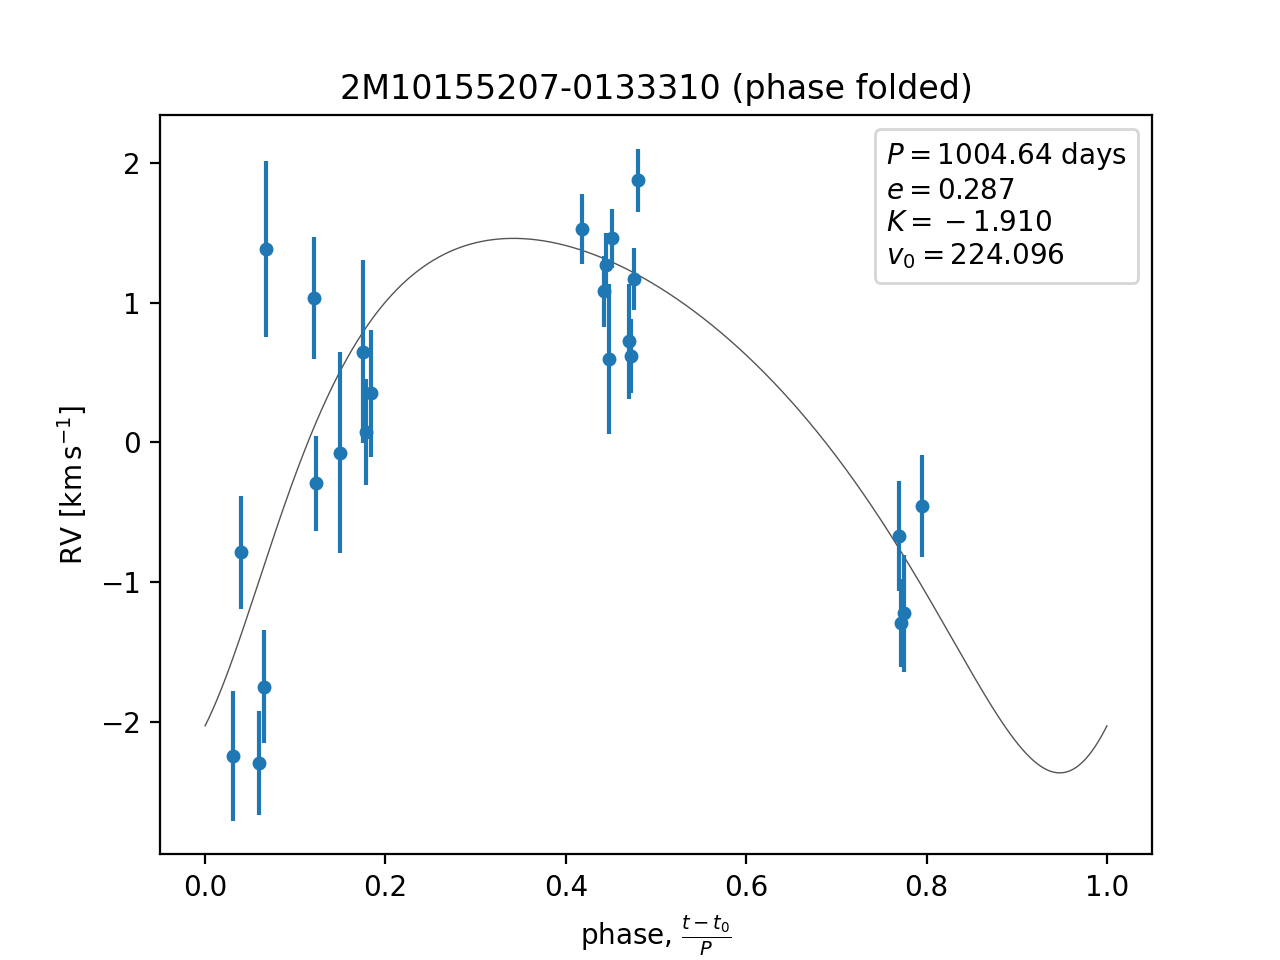 2M10155207-0133310 (phase folded)
P = 1004.64 days
e = 0.287
K = −1.910
v₀ = 224.096
2
1
0
−1
−2
RV [km s⁻¹]
0.0 0.2 0.4 0.6 0.8 1.0
phase, (t − t₀)/P